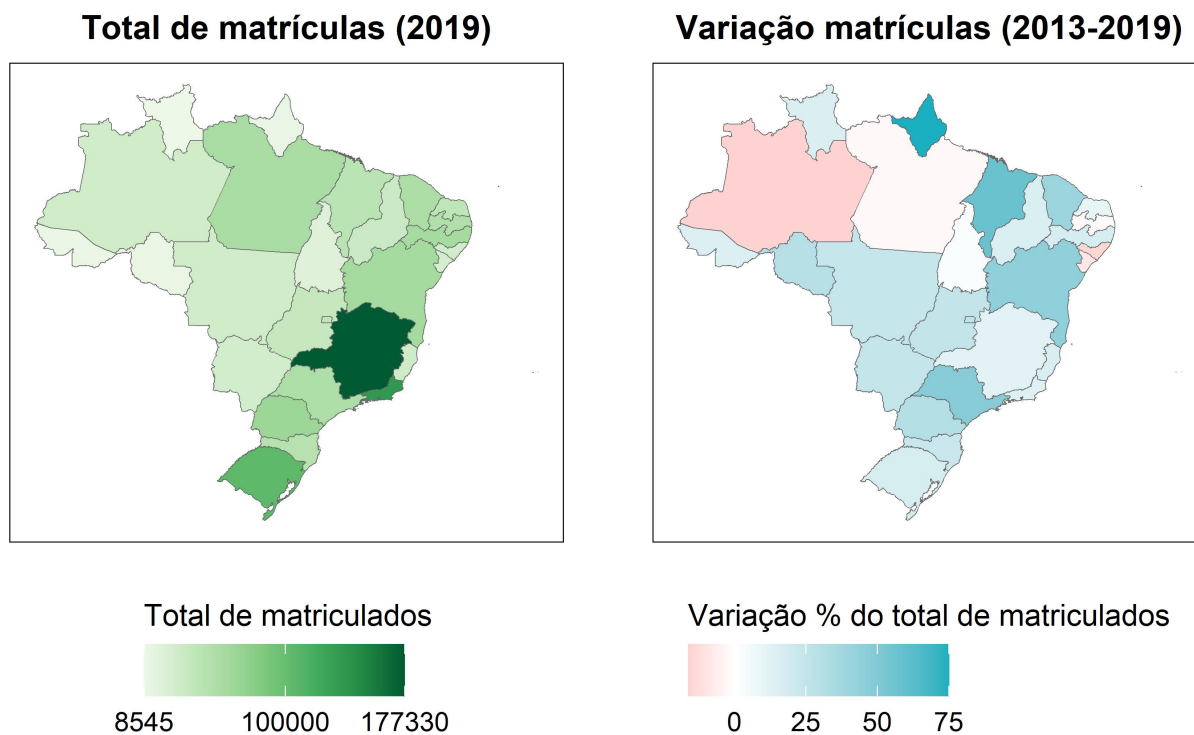 Total de matrículas (2019)
Variação matrículas (2013-2019)
Total de matriculados
8545 100000 177330
Variação % do total de matriculados
0 25 50 75